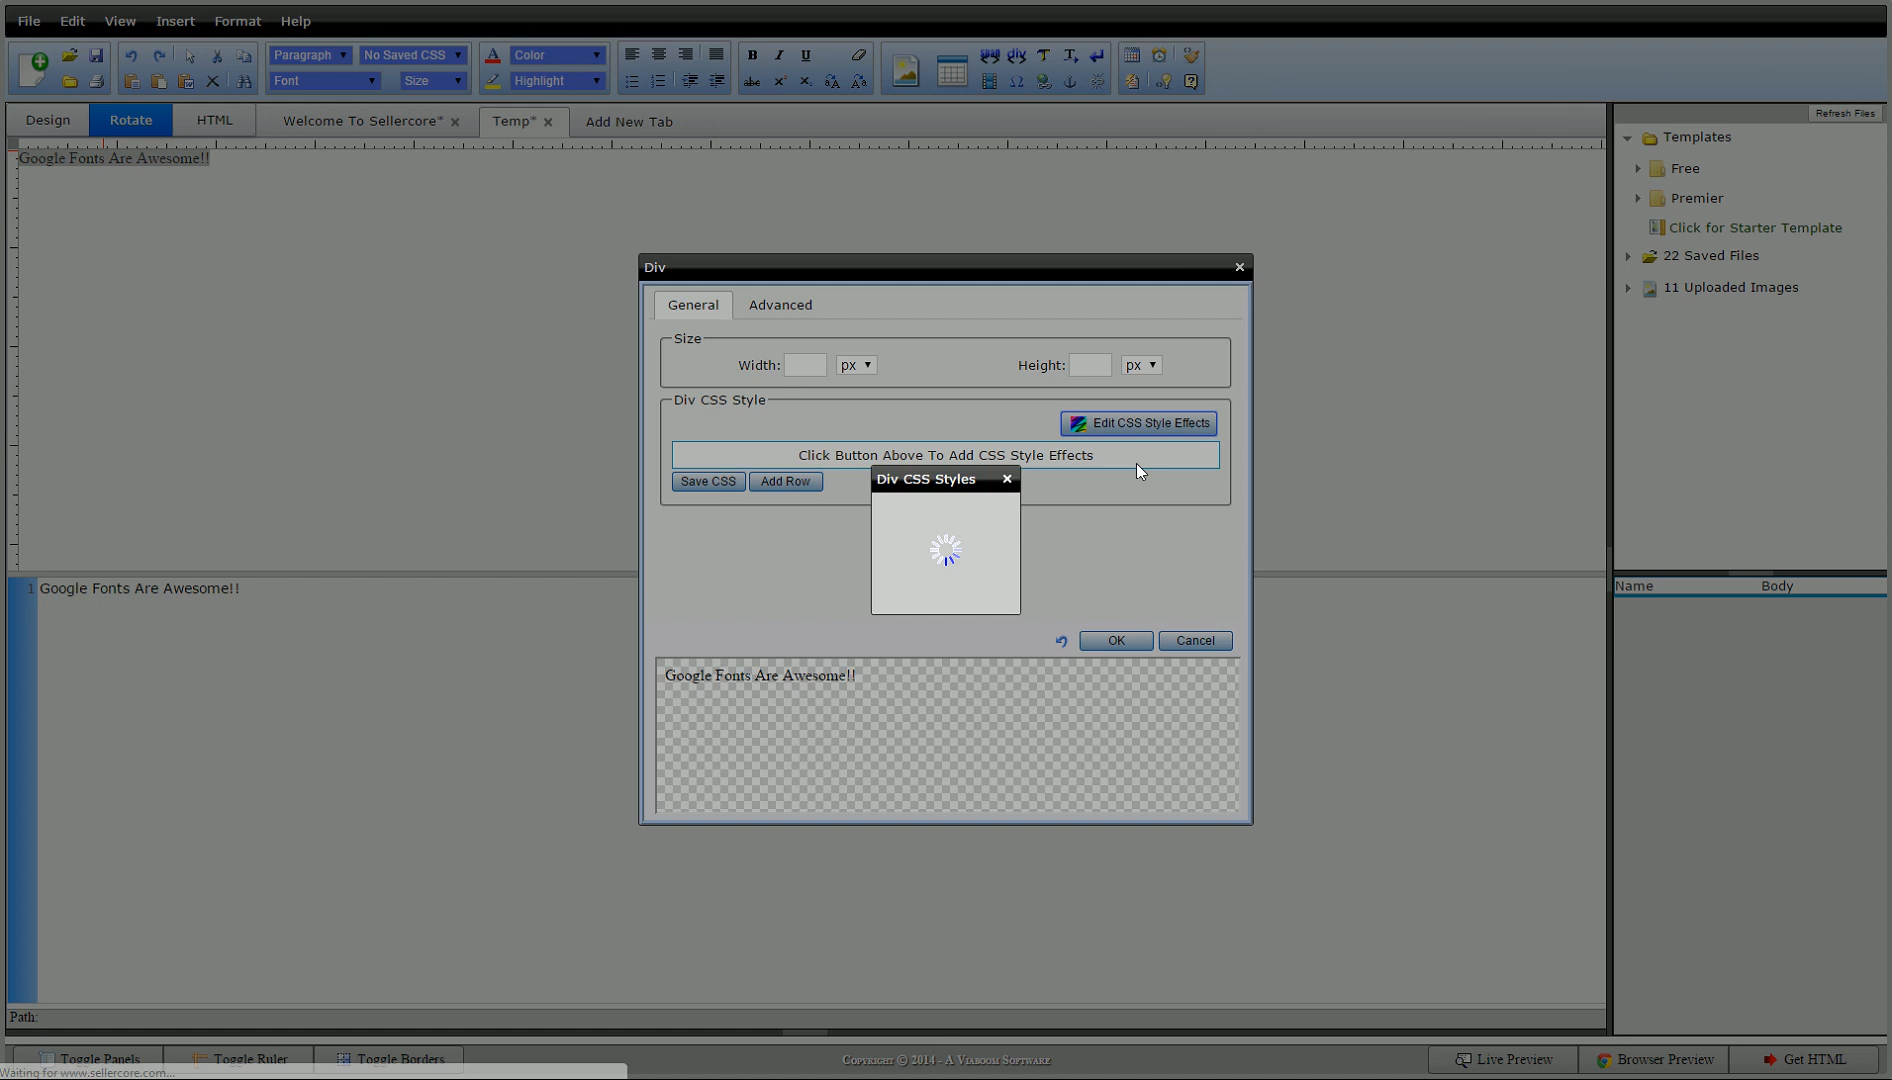 File Edit View Insert Format Help
Paragraph No Saved CSS Color
Font Size Highlight
Design Rotate HTML Welcome To Sellercore* Temp* Add New Tab
Refresh Files
Google Fonts Are Awesome!!
Templates
Free
Premier
Click for Starter Template
22 Saved Files
11 Uploaded Images
Div
General Advanced
Size
Width: px Height: px
Div CSS Style
Edit CSS Style Effects
Click Button Above To Add CSS Style Effects
Save CSS Add Row
Div CSS Styles
OK Cancel
Google Fonts Are Awesome!!
1 Google Fonts Are Awesome!!
Name Body
Path:
Toggle Panels Toggle Ruler Toggle Borders
Copyright © 2014 - A Viaboom Software
Live Preview Browser Preview Get HTML
Waiting for www.sellercore.com...